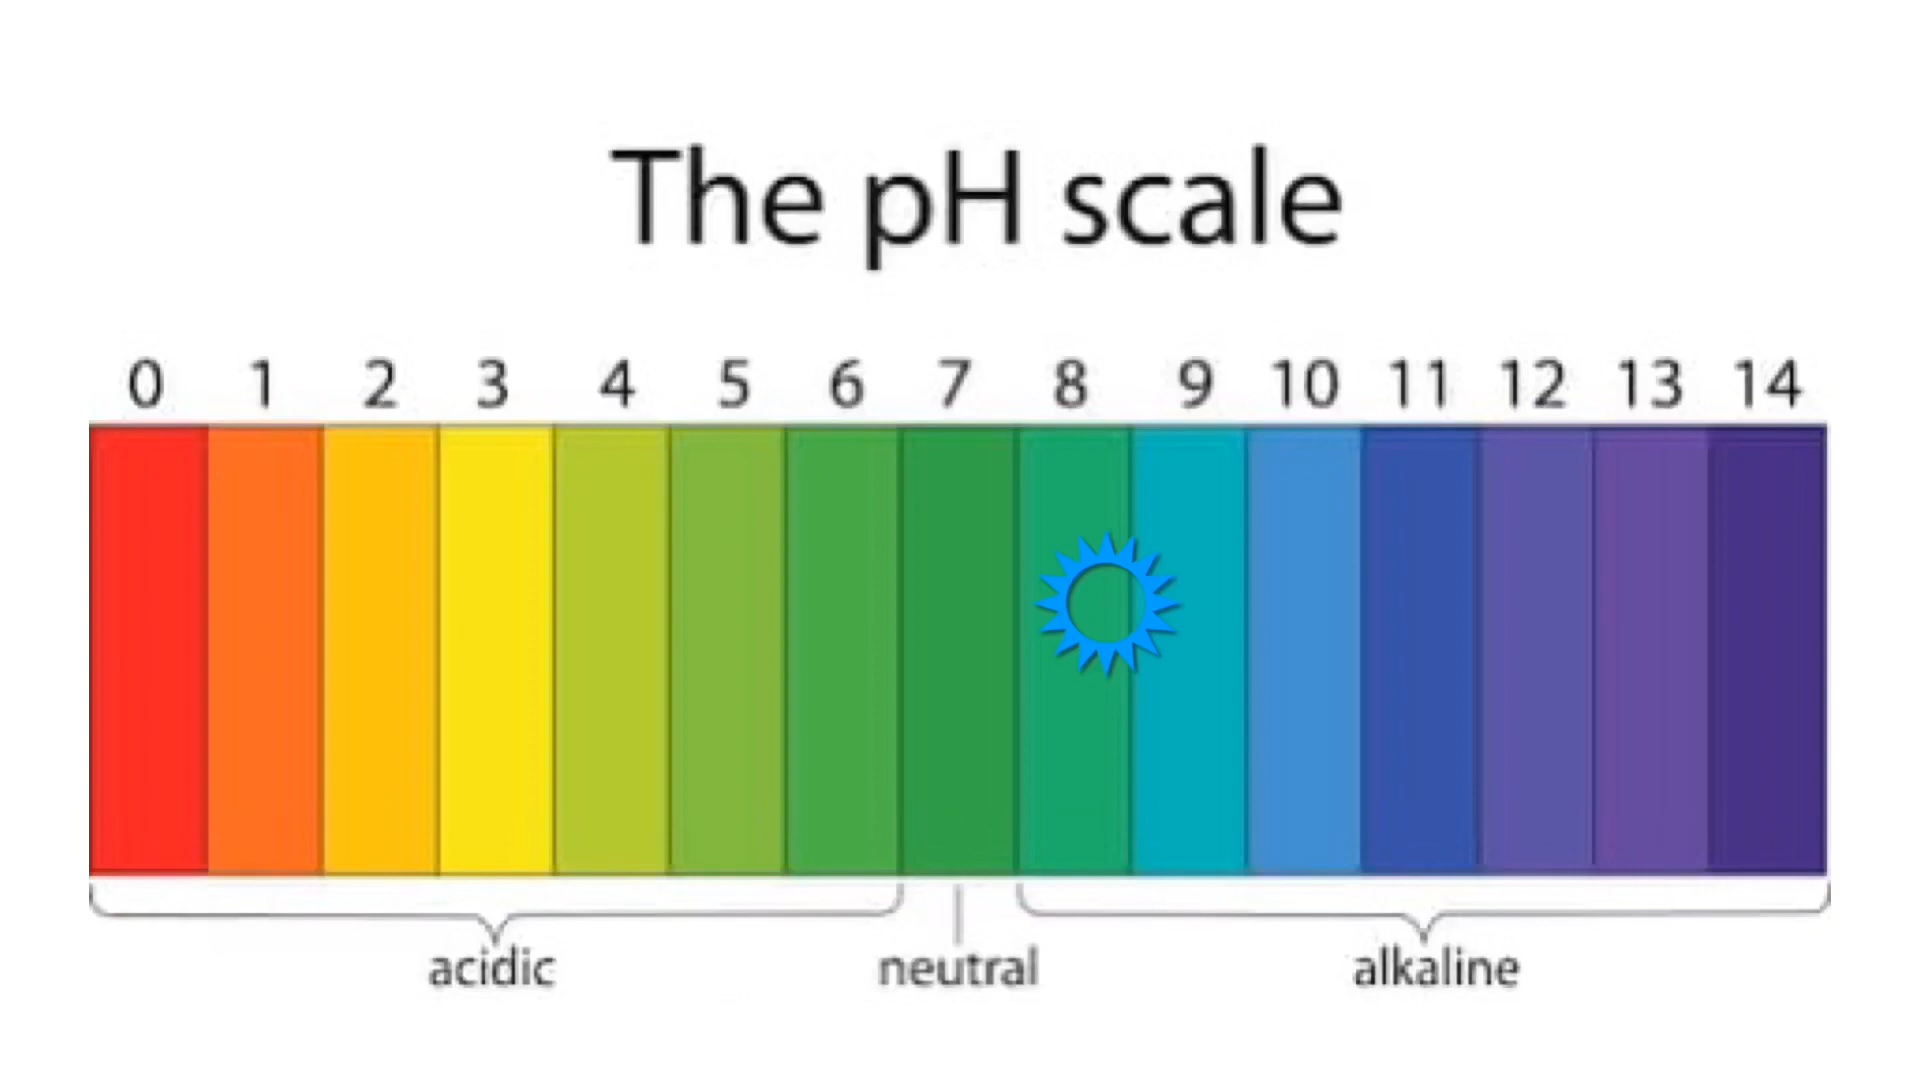 The pH scale
0 1 2 3 4 5 6 7 8 9 10 11 12 13 14
acidic neutral alkaline